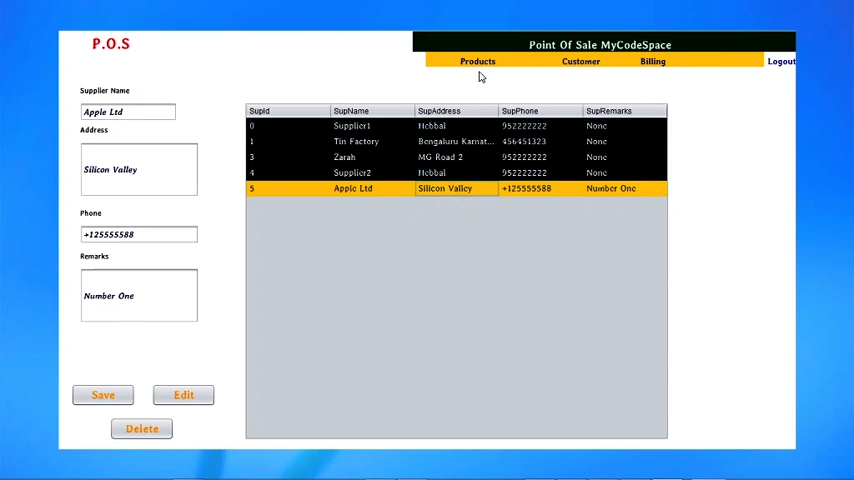 P.O.S
Point Of Sale MyCodeSpace
Products Customer Billing Logout
Supplier Name
Apple Ltd
Address
Silicon Valley
Phone
+125555588
Remarks
Number One
Save Edit
Delete
SupId SupName SupAddress SupPhone SupRemarks
0 Supplier1 Hebbal 952222222 None
1 Tin Factory Bengaluru Karnat... 456451323 None
3 Zarah MG Road 2 952222222 None
4 Supplier2 Hebbal 952222222 None
5 Apple Ltd Silicon Valley +125555588 Number One